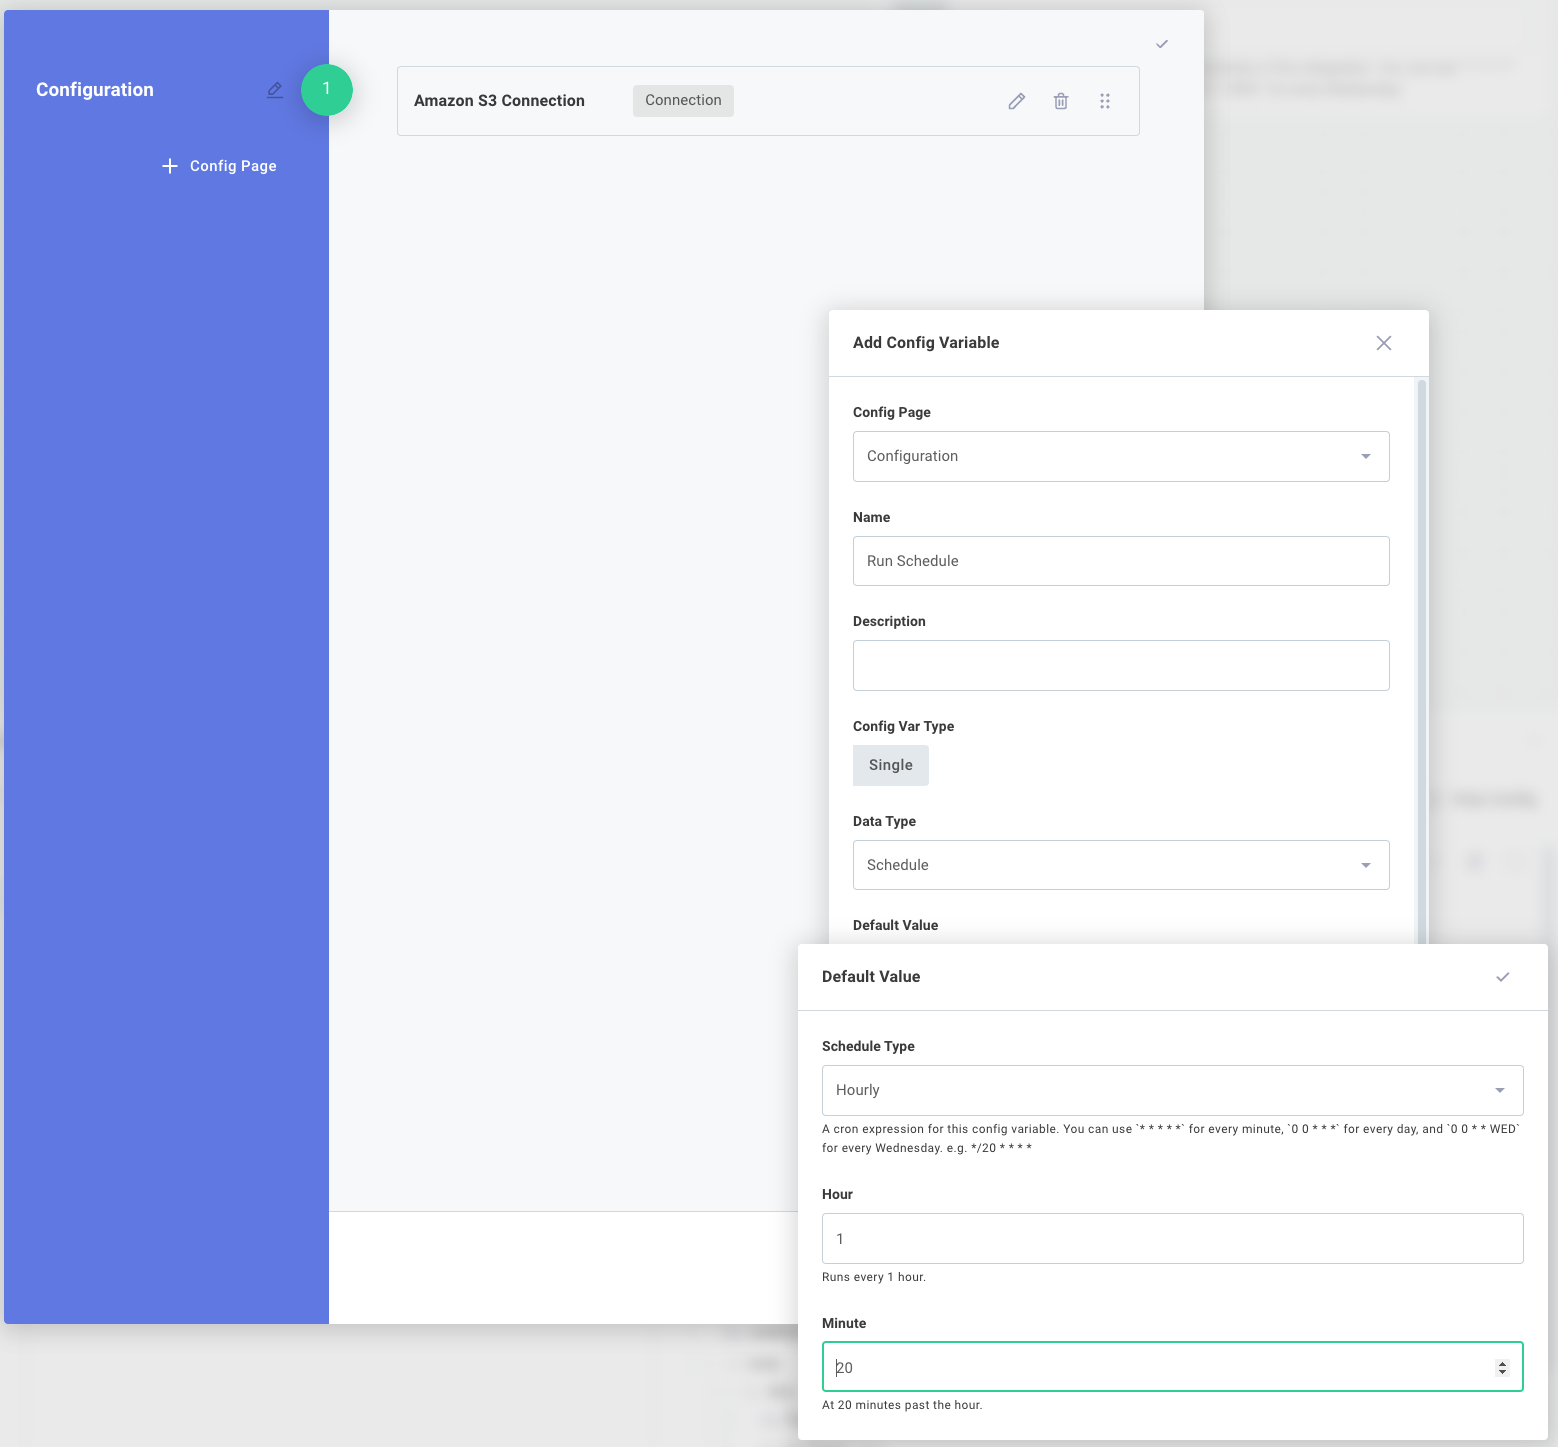 Configuration
1
Config Page
Amazon S3 Connection
Connection
Add Config Variable
Config Page
Configuration
Name
Run Schedule
Description
Config Var Type
Single
Data Type
Schedule
Default Value
Default Value
Schedule Type
Hourly
A cron expression for this config variable. You can use `* * * * *` for every minute, `0 0 * * *` for every day, and `0 0 * * WED`
for every Wednesday. e.g. */20 * * * *
Hour
1
Runs every 1 hour.
Minute
20
At 20 minutes past the hour.